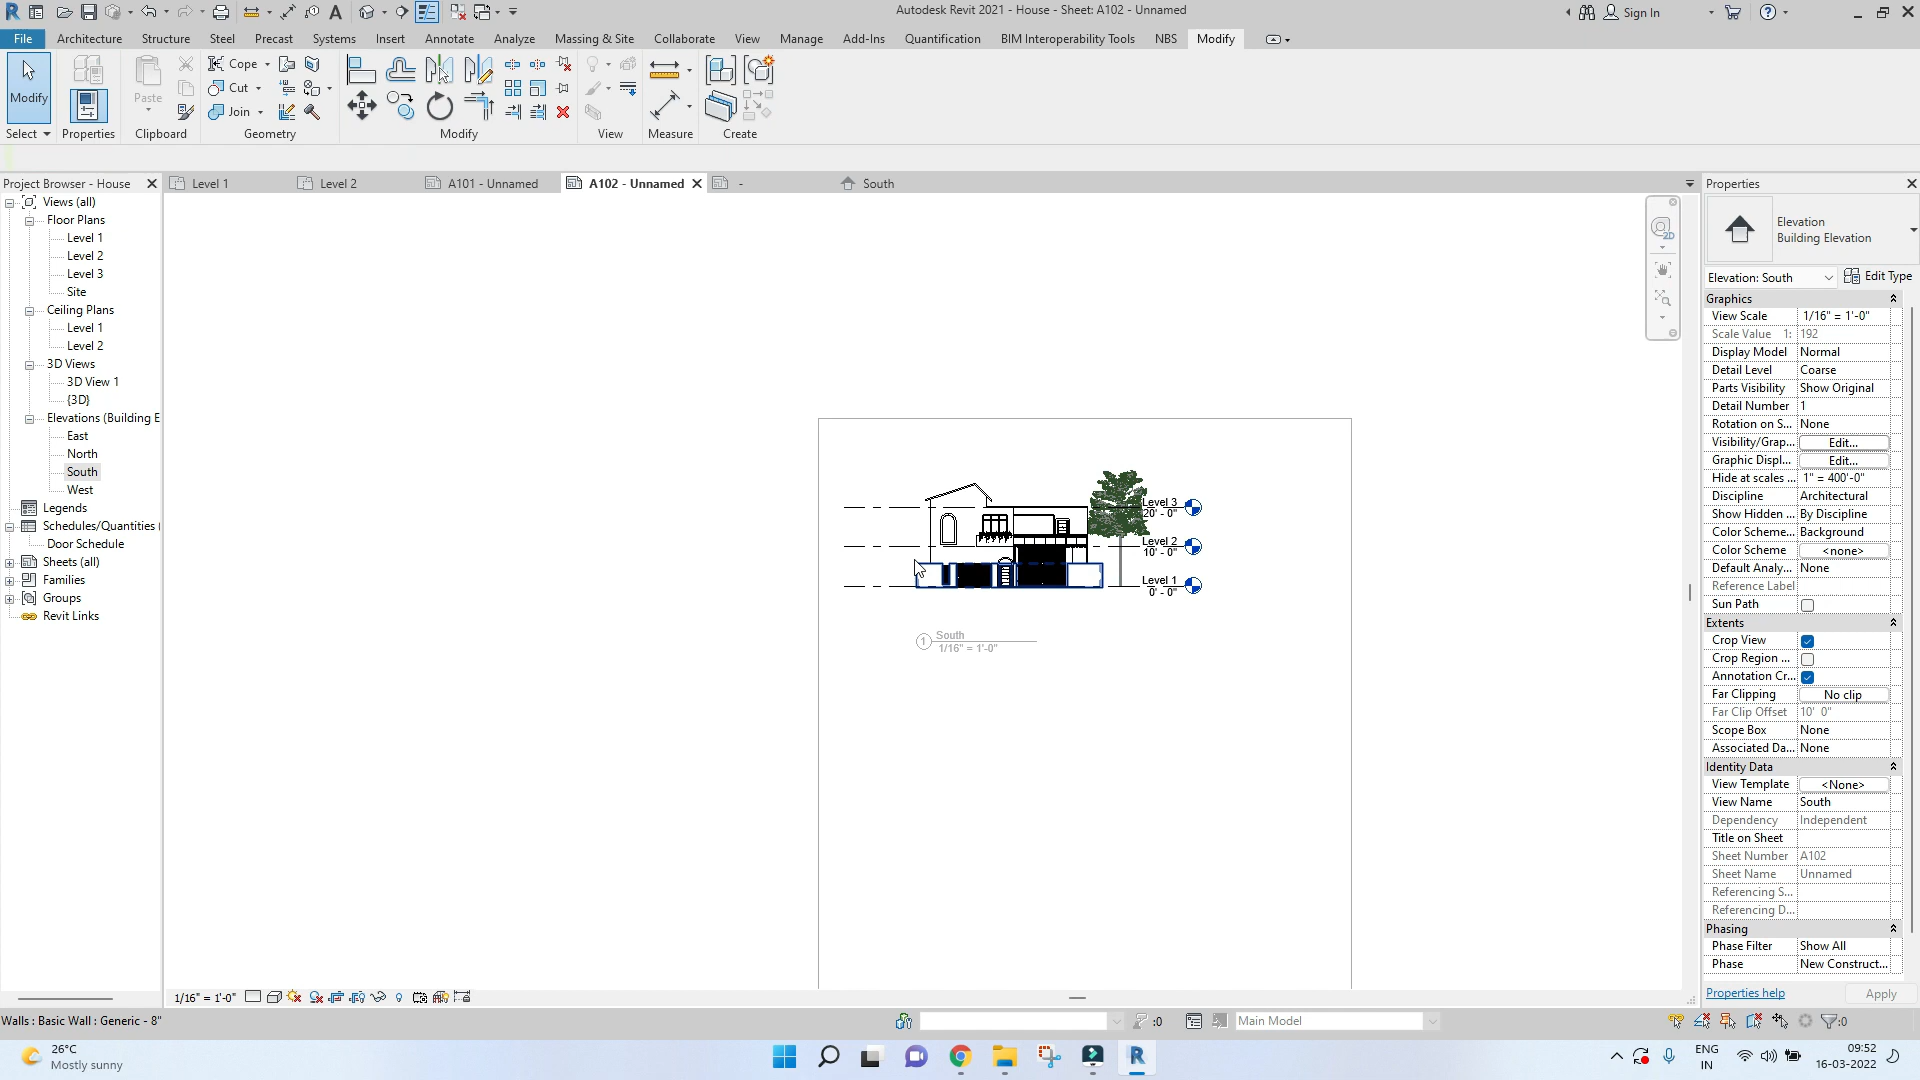 Autodesk Revit 2021 - House - Sheet: A102 - Unnamed
Sign In
File Architecture Structure Steel Precast Systems Insert Annotate Analyze Massing & Site Collaborate View Manage Add-Ins Quantification BIM Interoperability Tools NBS Modify
Modify
Paste
Cope
Cut
Join
Select Properties Clipboard Geometry Modify View Measure Create
Project Browser - House
Level 1 Level 2 A101 - Unnamed A102 - Unnamed - South
Properties
Views (all)
Floor Plans
Level 1
Level 2
Level 3
Site
Ceiling Plans
Level 1
Level 2
3D Views
3D View 1
{3D}
Elevations (Building E
East
North
South
West
Legends
Schedules/Quantities (
Door Schedule
Sheets (all)
Families
Groups
Revit Links
2D
Level 3
20' - 0"
Level 2
10' - 0"
Level 1
0' - 0"
1 South
1/16" = 1'-0"
Elevation
Building Elevation
Elevation: South Edit Type
Graphics
View Scale 1/16" = 1'-0"
Scale Value 1: 192
Display Model Normal
Detail Level Coarse
Parts Visibility Show Original
Detail Number 1
Rotation on S... None
Visibility/Grap... Edit...
Graphic Displ... Edit...
Hide at scales ... 1" = 400'-0"
Discipline Architectural
Show Hidden ... By Discipline
Color Scheme... Background
Color Scheme <none>
Default Analy... None
Reference Label
Sun Path
Extents
Crop View
Crop Region ...
Annotation Cr...
Far Clipping No clip
Far Clip Offset 10' 0"
Scope Box None
Associated Da... None
Identity Data
View Template <None>
View Name South
Dependency Independent
Title on Sheet
Sheet Number A102
Sheet Name Unnamed
Referencing S...
Referencing D...
Phasing
Phase Filter Show All
Phase New Construct...
Properties help Apply
1/16" = 1'-0"
Walls : Basic Wall : Generic - 8"
:0
Main Model
:0
26°C
Mostly sunny
ENG
IN
09:52
16-03-2022